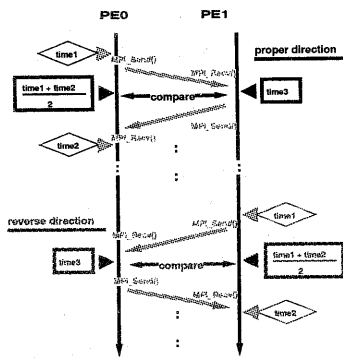 PE0 PE1
time1
MPI_Send()
proper direction
MPI_Recv()
time1 + time2
2
compare
time3
MPI_Recv()
MPI_Send()
time2
time1
reverse direction
MPI_Send()
MPI_Recv()
time3
compare
time1 + time2
2
MPI_Send()
MPI_Recv()
time2